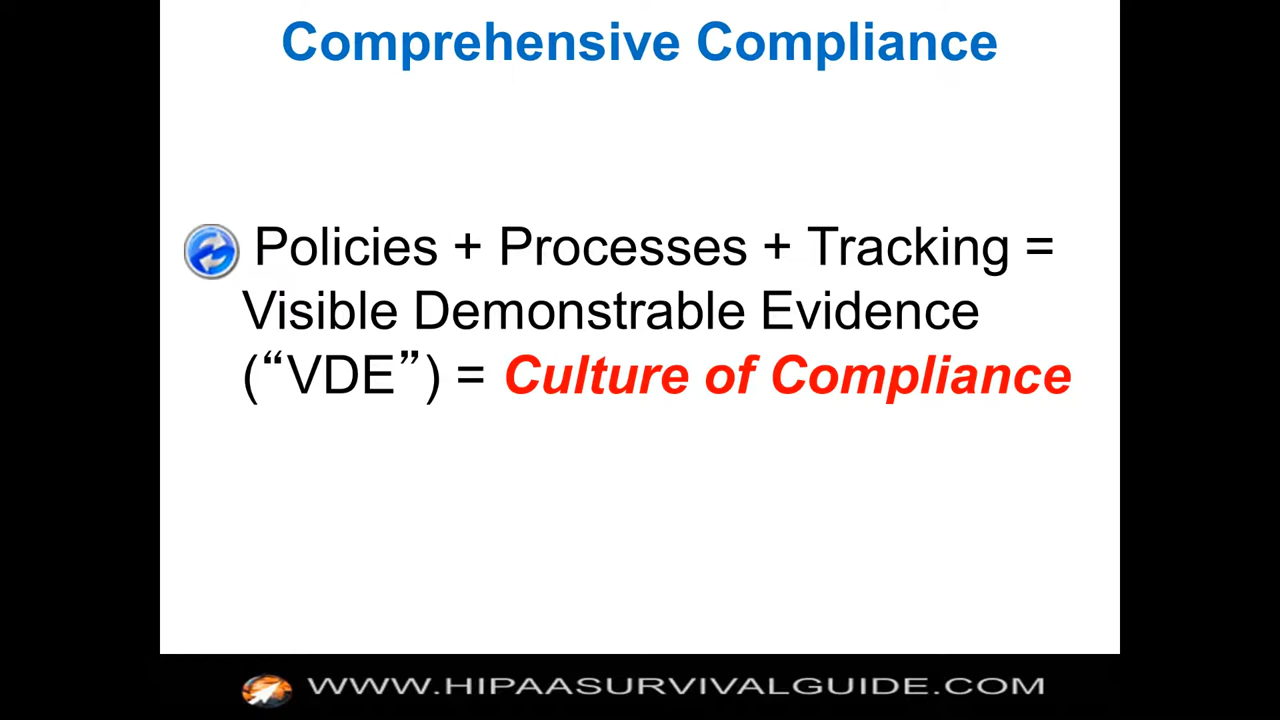 Comprehensive Compliance
Policies + Processes + Tracking =
Visible Demonstrable Evidence
(“VDE”) = Culture of Compliance
WWW.HIPAASURVIVALGUIDE.COM